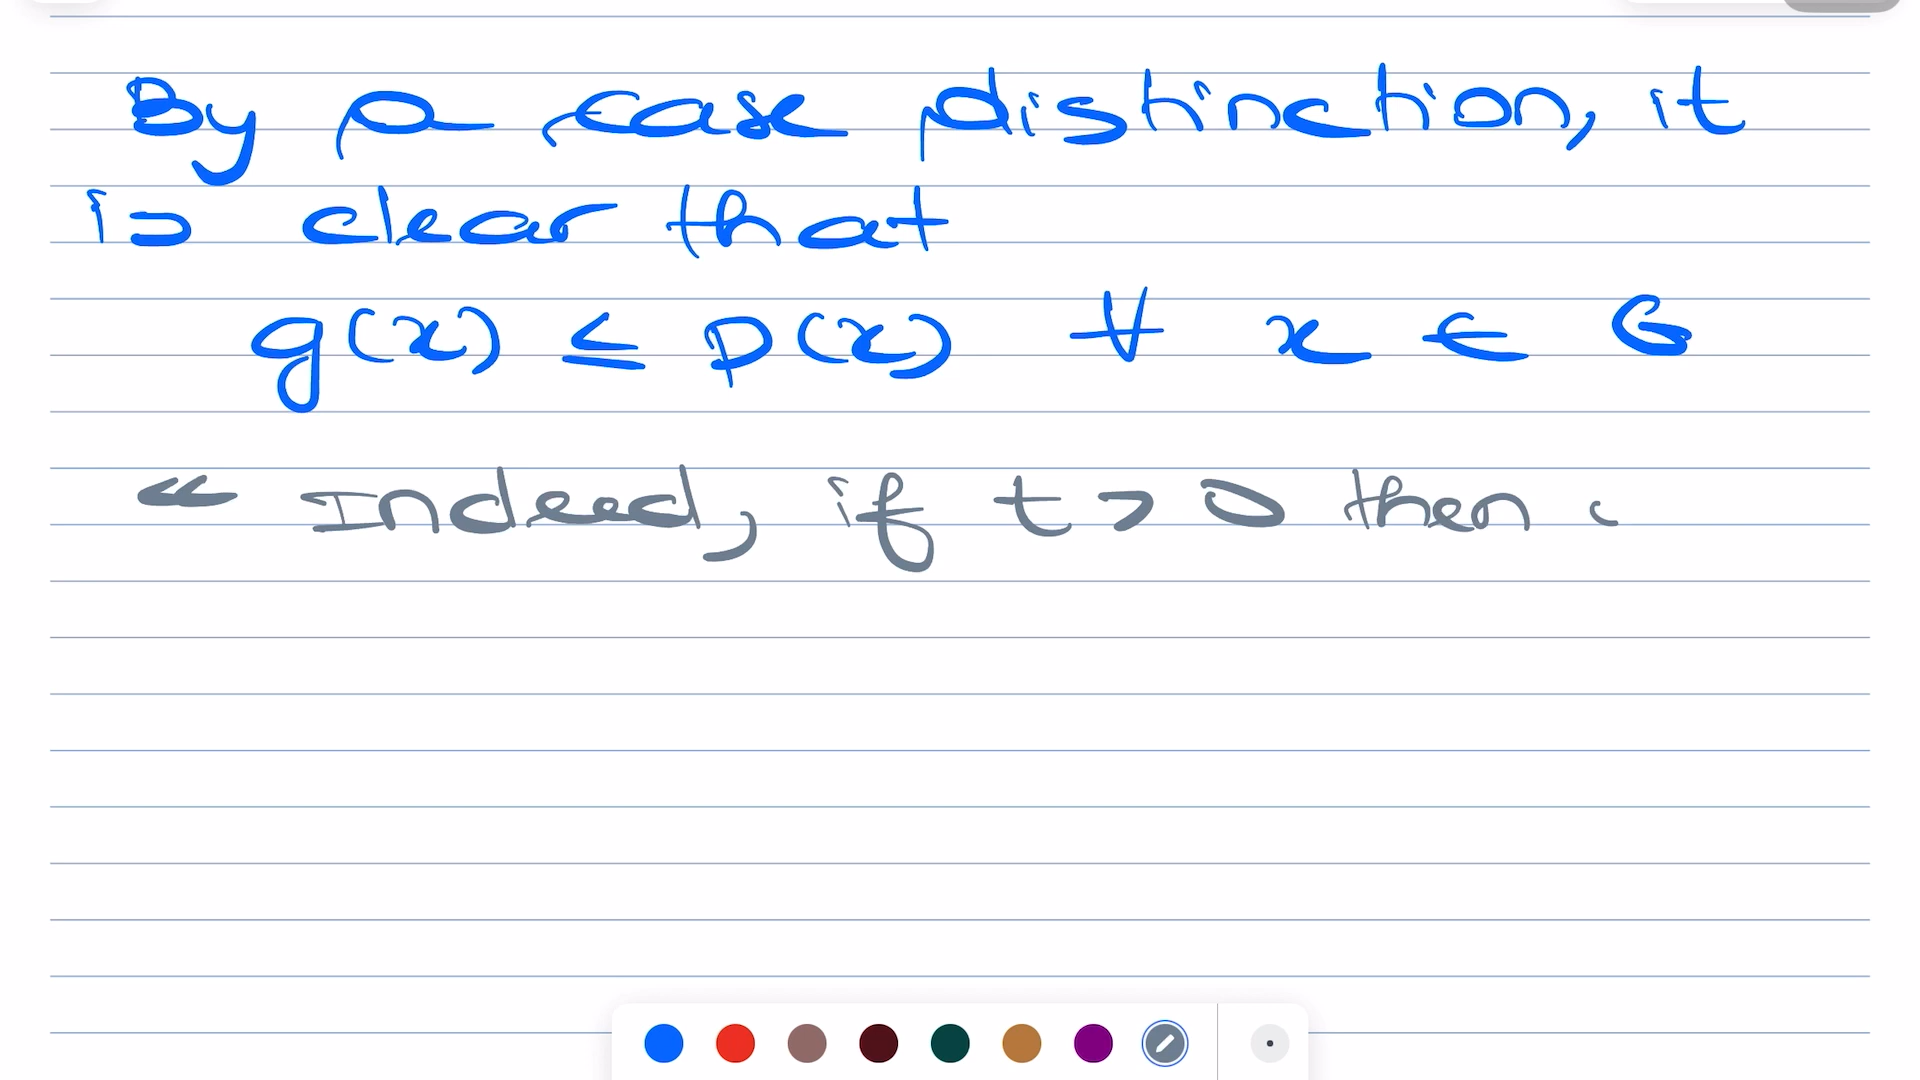 By a case distinction, it
is clear that
g(x) ≤ p(x) ∀ x ∈ G
" Indeed, if t > 0 then